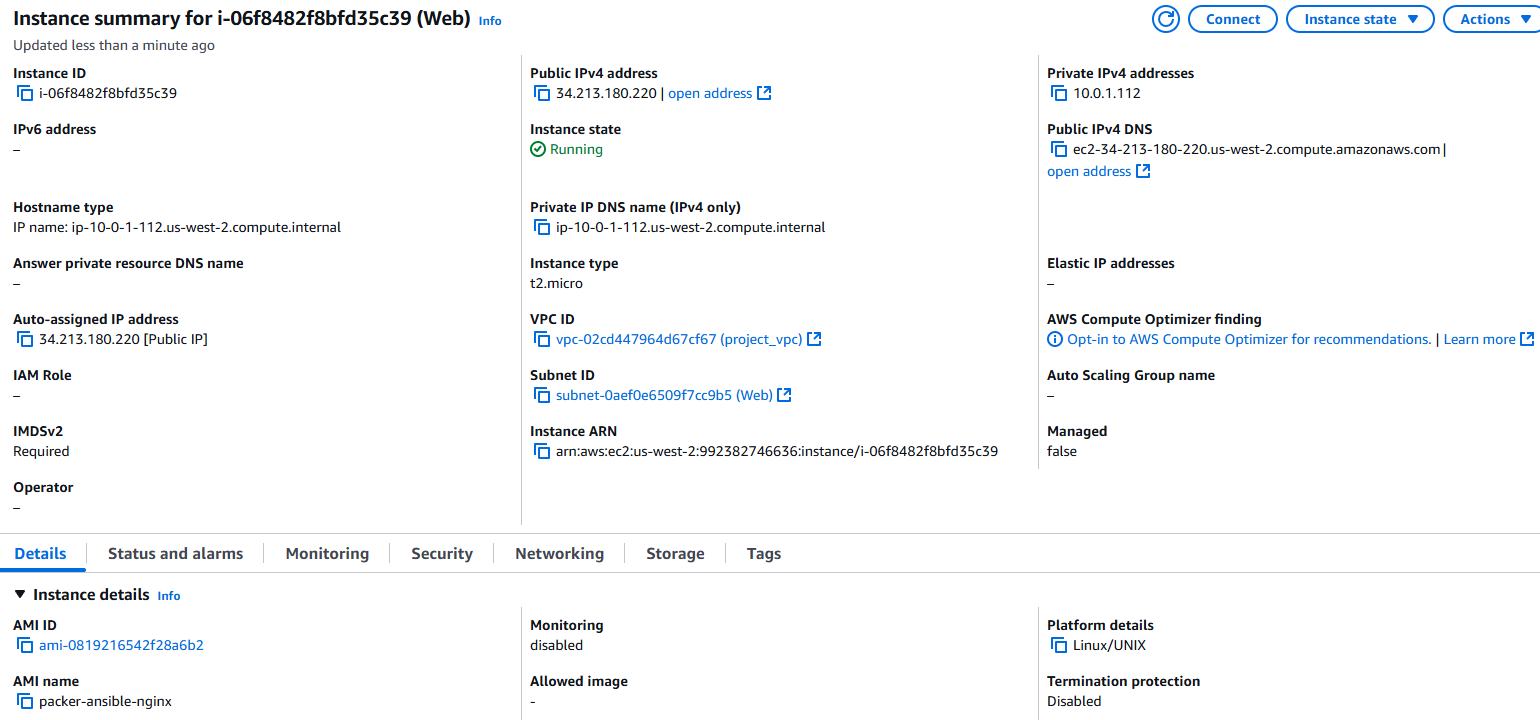 Instance summary for i-06f8482f8bfd35c39 (Web) Info
Connect
Instance state
Actions
Updated less than a minute ago
Instance ID
i-06f8482f8bfd35c39
Public IPv4 address
34.213.180.220 | open address
Private IPv4 addresses
10.0.1.112
IPv6 address
–
Instance state
Running
Public IPv4 DNS
ec2-34-213-180-220.us-west-2.compute.amazonaws.com |
open address
Hostname type
IP name: ip-10-0-1-112.us-west-2.compute.internal
Private IP DNS name (IPv4 only)
ip-10-0-1-112.us-west-2.compute.internal
Answer private resource DNS name
–
Instance type
t2.micro
Elastic IP addresses
–
Auto-assigned IP address
34.213.180.220 [Public IP]
VPC ID
vpc-02cd447964d67cf67 (project_vpc)
AWS Compute Optimizer finding
Opt-in to AWS Compute Optimizer for recommendations. | Learn more
IAM Role
–
Subnet ID
subnet-0aef0e6509f7cc9b5 (Web)
Auto Scaling Group name
–
IMDSv2
Required
Instance ARN
arn:aws:ec2:us-west-2:992382746636:instance/i-06f8482f8bfd35c39
Managed
false
Operator
–
Details
Status and alarms
Monitoring
Security
Networking
Storage
Tags
Instance details Info
AMI ID
ami-0819216542f28a6b2
Monitoring
disabled
Platform details
Linux/UNIX
AMI name
packer-ansible-nginx
Allowed image
-
Termination protection
Disabled